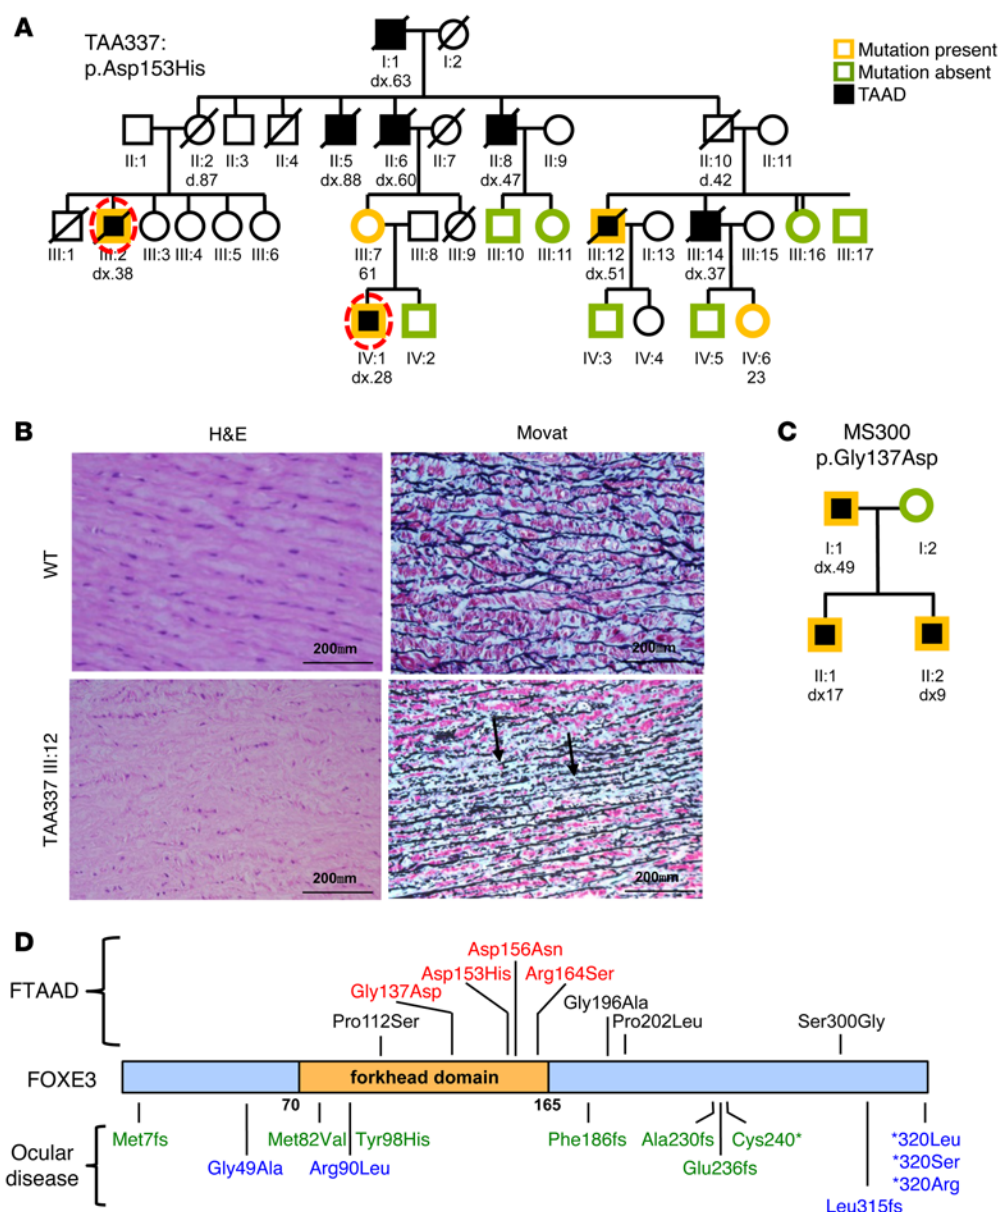 A
TAA337:
p.Asp153His
Mutation present
Mutation absent
TAAD
I:1
I:2
dx.63
II:1
II:2
II:3
II:4
II:5
II:6
II:7
II:8
II:9
II:10
II:11
d.87
dx.88
dx.60
dx.47
d.42
III:1
III:2
III:3
III:4
III:5
III:6
III:7
III:8
III:9
III:10
III:11
III:12
II:13
III:14
III:15
III:16
III:17
dx.38
61
dx.51
dx.37
IV:1
IV:2
IV:3
IV:4
IV:5
IV:6
dx.28
23
B
H&E
Movat
WT
200mm
200mm
TAA337 III:12
200mm
200mm
C
MS300
p.Gly137Asp
I:1
I:2
dx.49
II:1
II:2
dx17
dx9
D
FTAAD
Asp156Asn
Asp153His
Arg164Ser
Gly137Asp
Gly196Ala
Pro112Ser
Pro202Leu
Ser300Gly
FOXE3
forkhead domain
70
165
Ocular
disease
Met7fs
Met82Val
Tyr98His
Phe186fs
Ala230fs
Cys240*
*320Leu
Gly49Ala
Arg90Leu
Glu236fs
*320Ser
*320Arg
Leu315fs